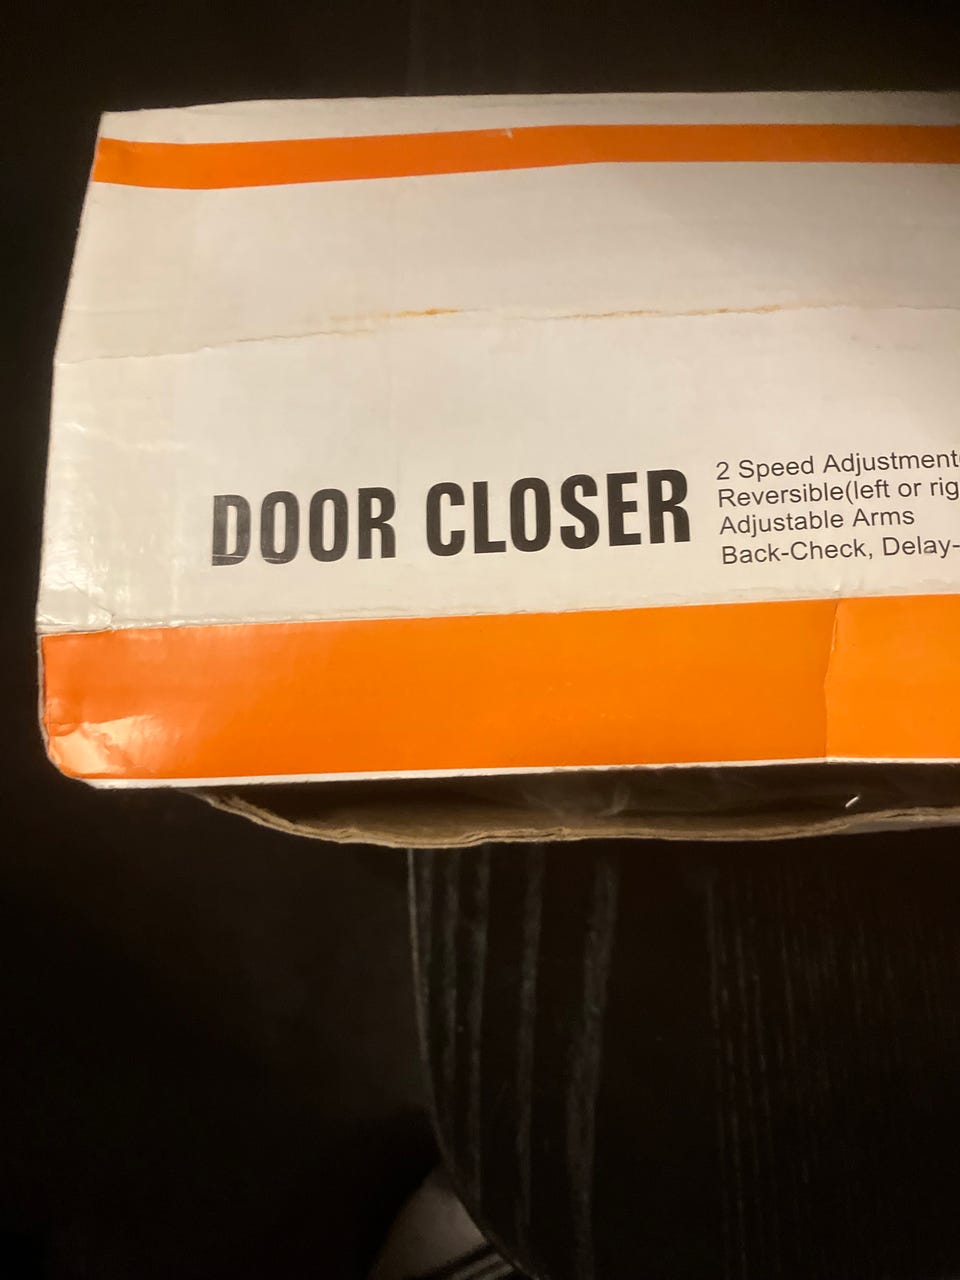 DOOR CLOSER
2 Speed Adjustment
Reversible(left or rig
Adjustable Arms
Back-Check, Delay-